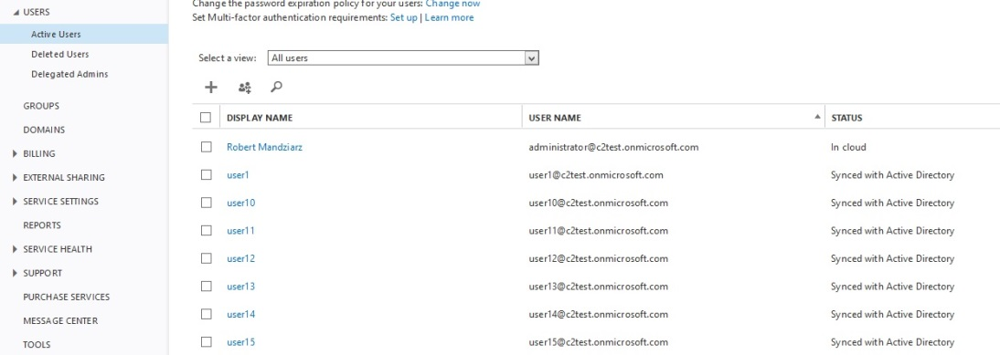 USERS
Active Users
Deleted Users
Delegated Admins
GROUPS
DOMAINS
BILLING
EXTERNAL SHARING
SERVICE SETTINGS
REPORTS
SERVICE HEALTH
SUPPORT
PURCHASE SERVICES
MESSAGE CENTER
TOOLS
Change the password expiration policy for your users: Change now
Set Multi-factor authentication requirements: Set up | Learn more
Select a view: All users
DISPLAY NAME USER NAME STATUS
Robert Mandziarz administrator@c2test.onmicrosoft.com In cloud
user1 user1@c2test.onmicrosoft.com Synced with Active Directory
user10 user10@c2test.onmicrosoft.com Synced with Active Directory
user11 user11@c2test.onmicrosoft.com Synced with Active Directory
user12 user12@c2test.onmicrosoft.com Synced with Active Directory
user13 user13@c2test.onmicrosoft.com Synced with Active Directory
user14 user14@c2test.onmicrosoft.com Synced with Active Directory
user15 user15@c2test.onmicrosoft.com Synced with Active Directory